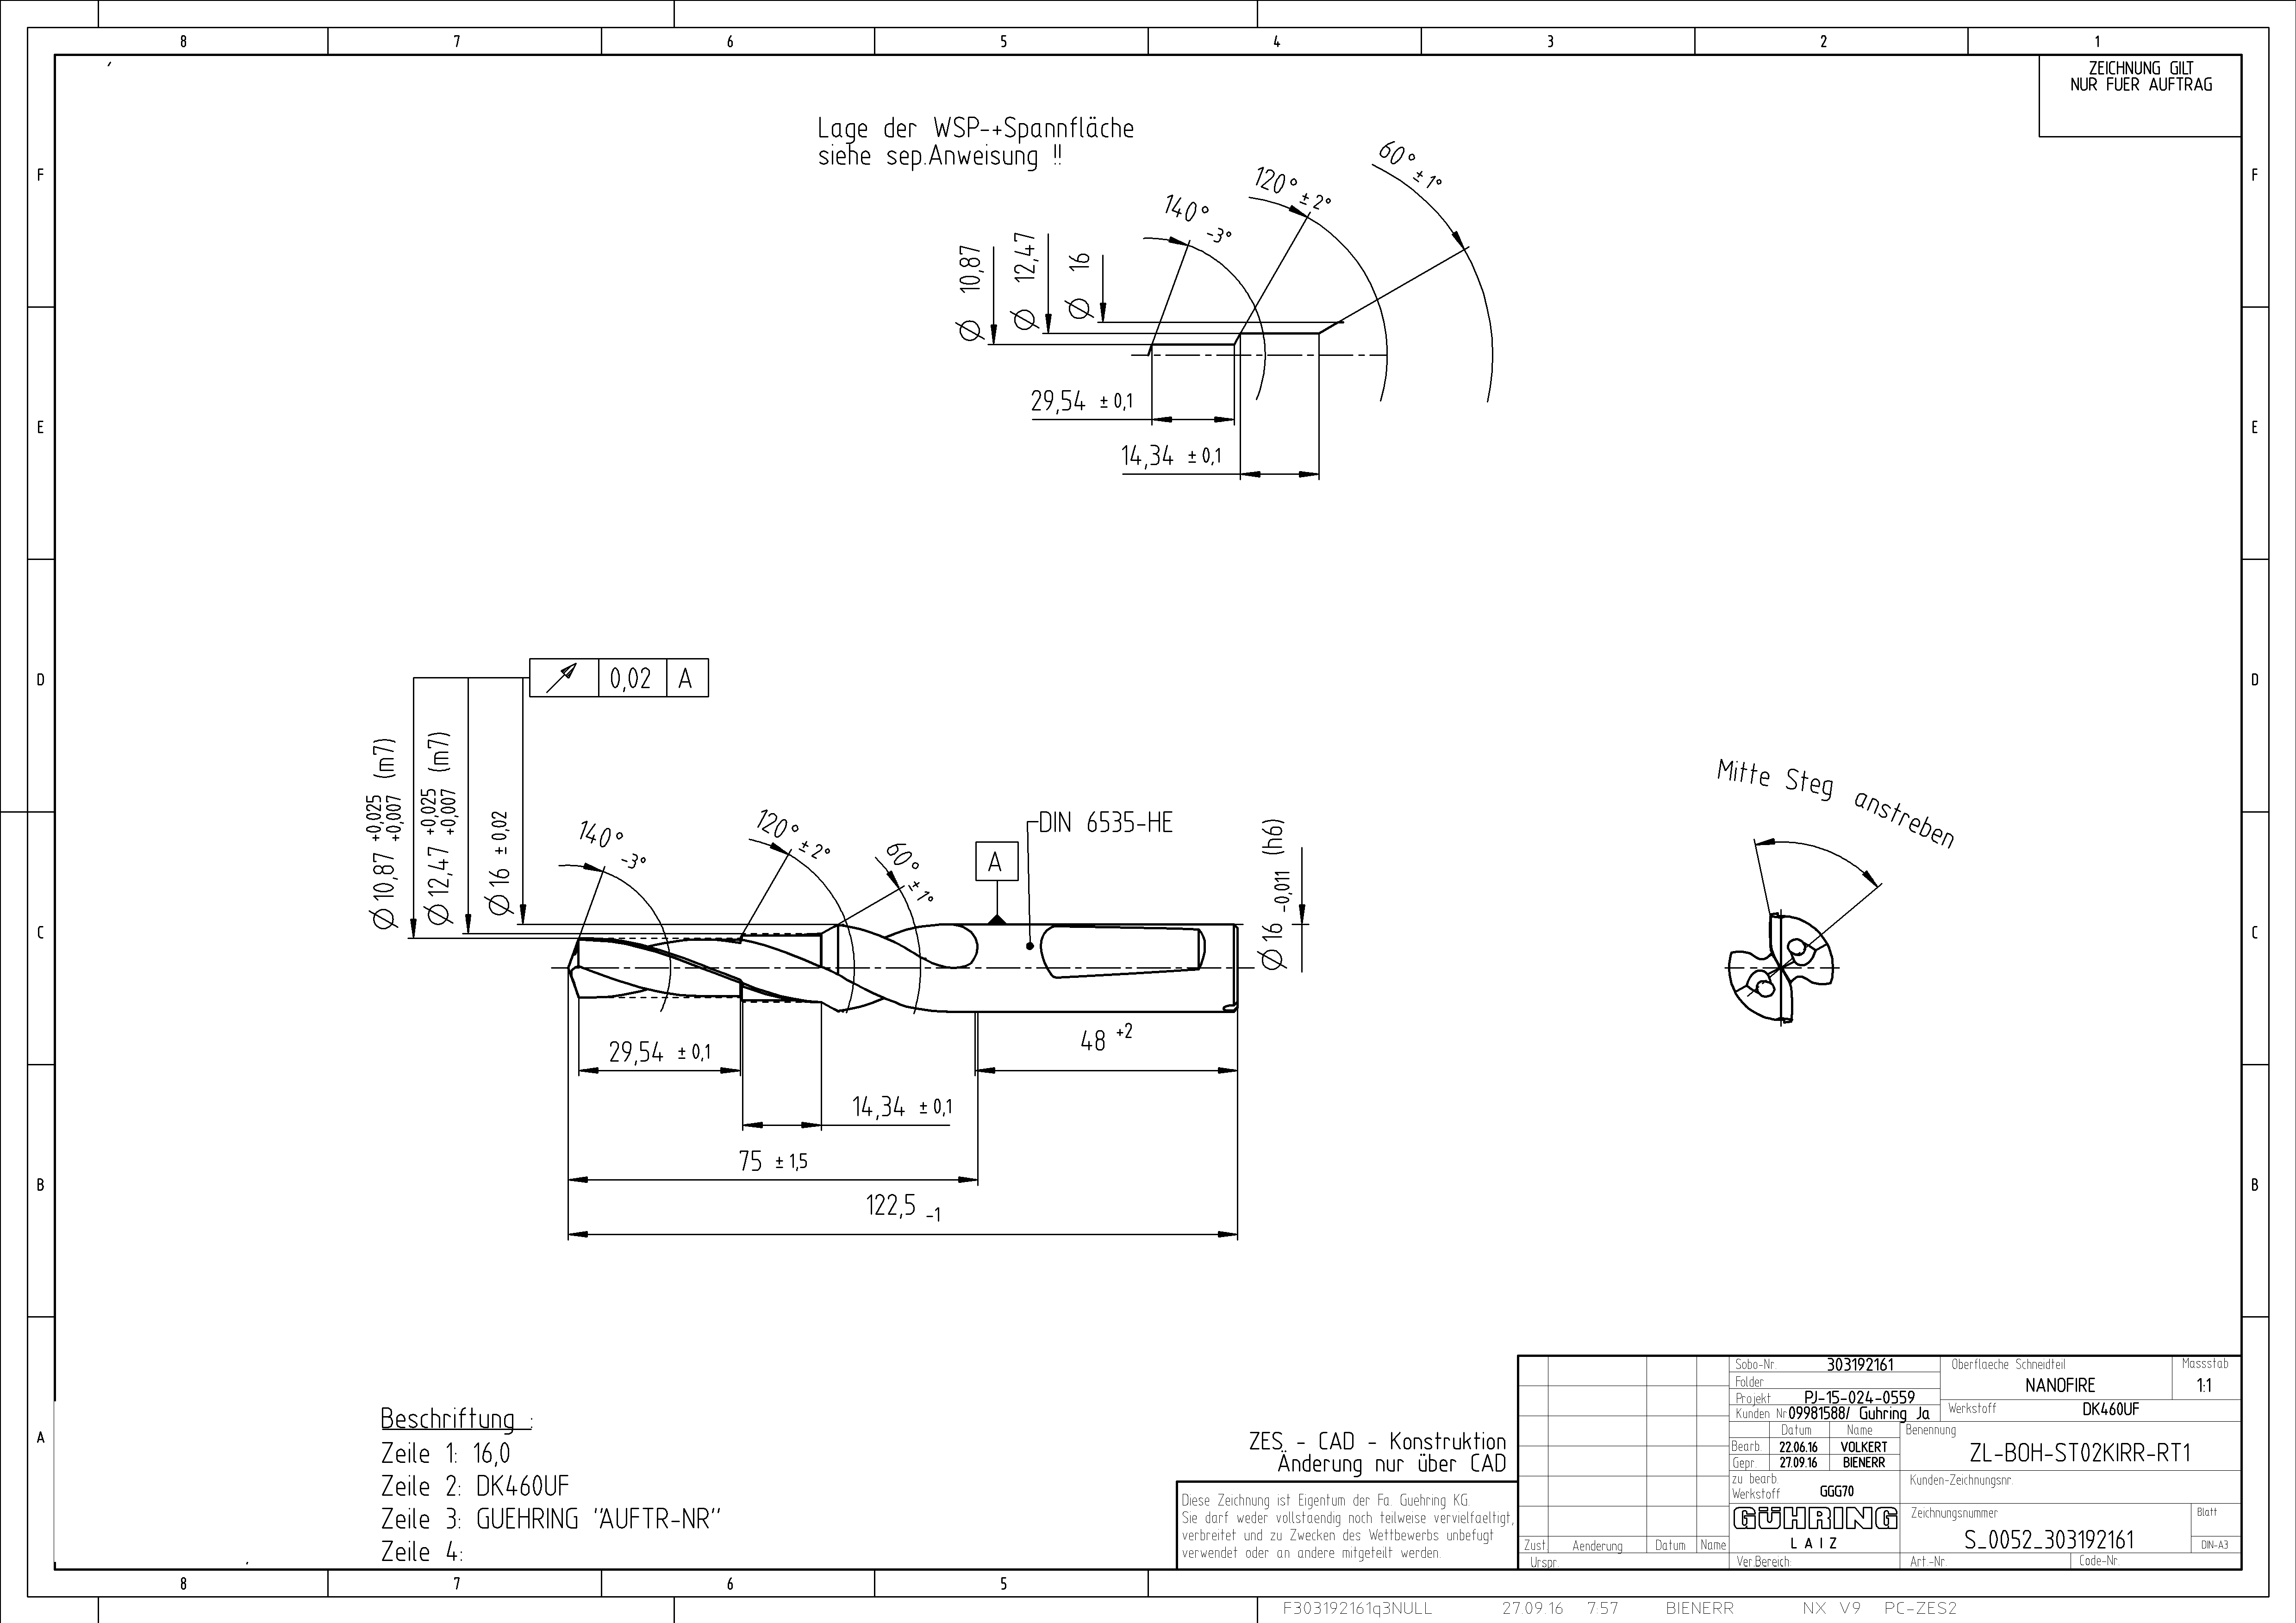 8 7 6 5 4 3 2 1
ZEICHNUNG GILT
NUR FUER AUFTRAG
Lage der WSP-+Spannfläche
siehe sep.Anweisung !!
60° ± 1°
120° ± 2°
140° -3°
Ø 10,87
Ø 12,47
Ø 16
29,54 ± 0,1
14,34 ± 0,1
F F
E E
D D
C C
B B
A
0,02 A
Ø 10,87 +0,025 +0,007 (m7)
Ø 12,47 +0,025 +0,007 (m7)
Ø 16 ± 0,02
140° -3°
120° ± 2°
60° ± 1°
A
DIN 6535-HE
Ø 16 -0,011 (h6)
Mitte Steg anstreben
29,54 ± 0,1
48 +2
14,34 ± 0,1
75 ± 1,5
122,5 -1
Beschriftung :
Zeile 1: 16,0
Zeile 2: DK460UF
Zeile 3: GUEHRING "AUFTR-NR"
Zeile 4:
ZES - CAD - Konstruktion
Änderung nur über CAD
Diese Zeichnung ist Eigentum der Fa. Guehring KG.
Sie darf weder vollstaendig noch teilweise vervielfaeltigt,
verbreitet und zu Zwecken des Wettbewerbs unbefugt
verwendet oder an andere mitgeteilt werden.
Zust Aenderung Datum Name
Urspr.
Sobo-Nr. 303192161
Folder
Projekt PJ-15-024-0559
Kunden Nr 09981588/ Guhring Ja
Oberflaeche Schneidteil
NANOFIRE
Massstab
1:1
Werkstoff DK460UF
Datum Name
Bearb. 22.06.16 VOLKERT
Gepr. 27.09.16 BIENERR
Benennung
ZL-BOH-ST02KIRR-RT1
zu bearb.
Werkstoff GGG70
Kunden-Zeichnungsnr.
GÜHRING
LAIZ
Zeichnungsnummer
S_0052_303192161
Blatt
DIN-A3
Ver.Bereich:
Art.-Nr.
Code-Nr.
8 7 6 5
F303192161q3NULL 27.09.16 7:57 BIENERR NX V9 PC-ZES2